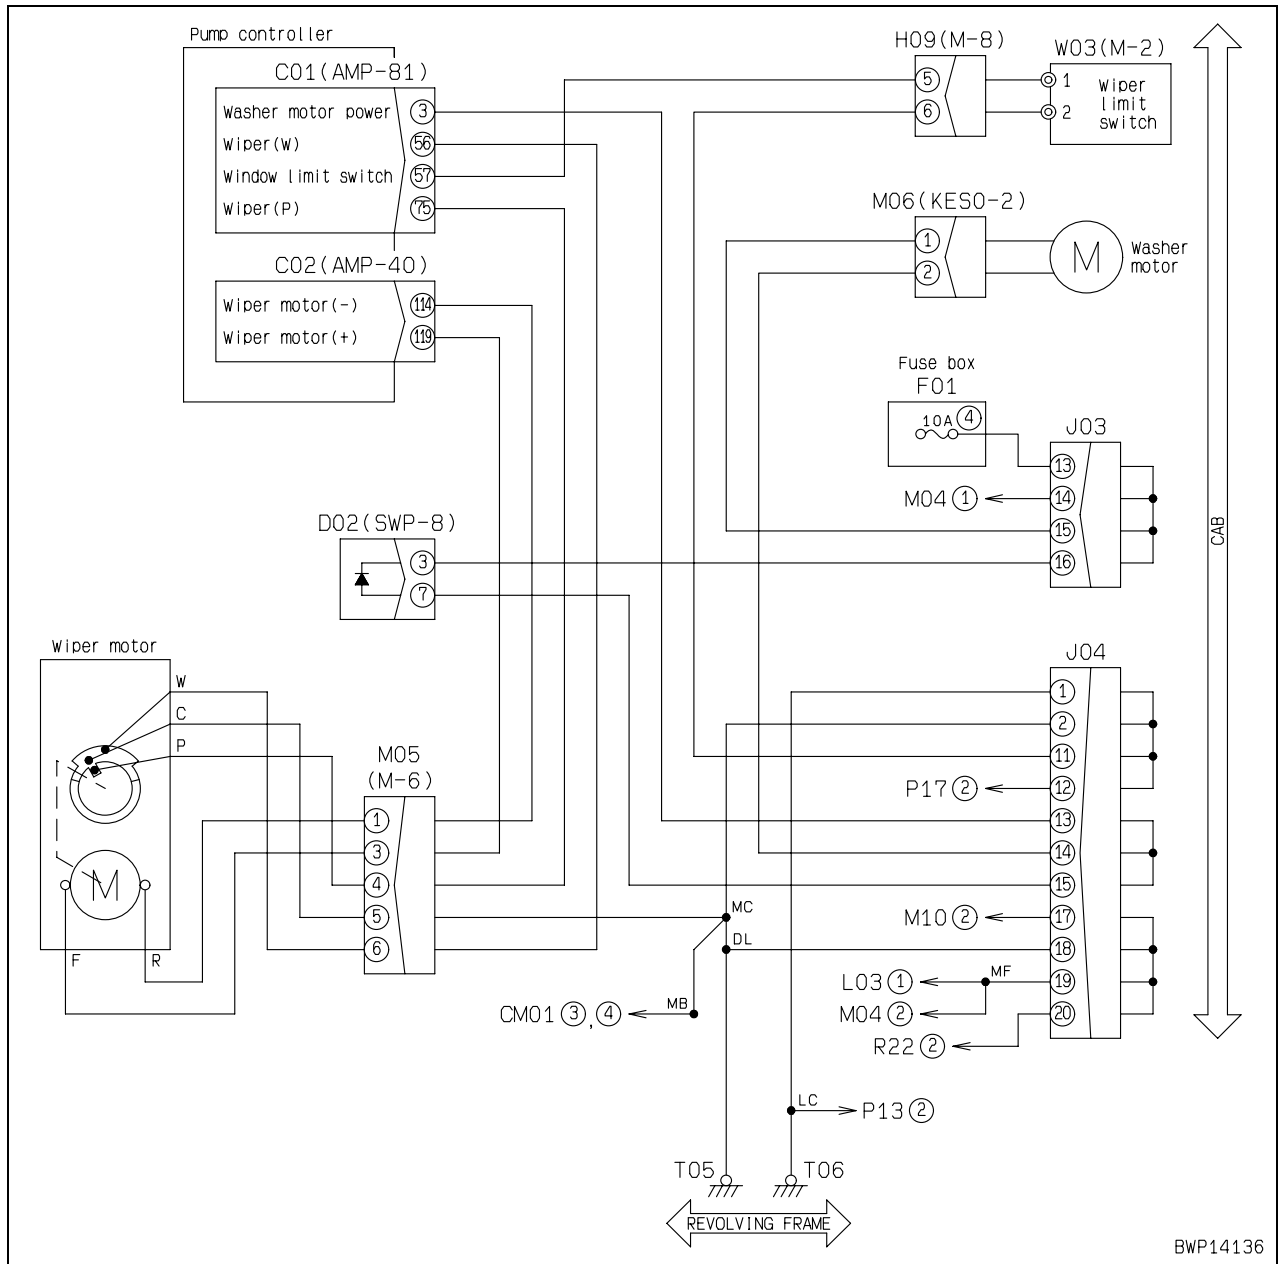 Pump controller
C01(AMP-81)
Washer motor power 3
Wiper(W) 56
Window limit switch 57
Wiper(P) 75
C02(AMP-40)
Wiper motor(-) 114
Wiper motor(+) 119
H09(M-8)
5
6
W03(M-2)
1
2
Wiper
limit
switch
M06(KES0-2)
1
2
M
Washer
motor
Fuse box
F01
10A 4
J03
13
M04 1 14
15
16
CAB
D02(SWP-8)
3
7
Wiper motor
W
C
P
M
F
R
M05
(M-6)
1
3
4
5
6
J04
1
2
11
P17 2 12
13
14
15
M10 2 17
18
L03 1 MF 19
M04 2 20
R22 2
MC
DL
MB
CM01 3, 4
LC
P13 2
T05
T06
REVOLVING FRAME
BWP14136